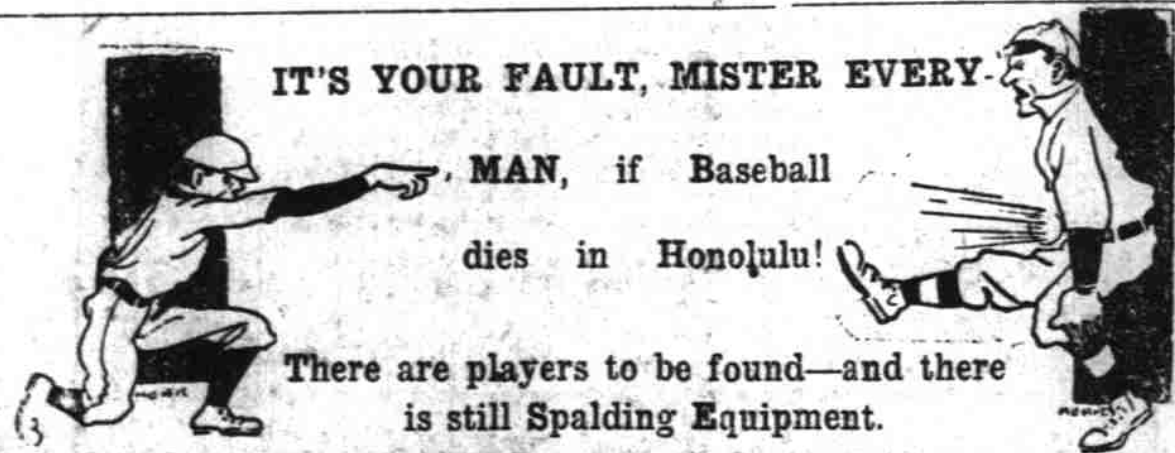 IT'S YOUR FAULT, MISTER EVERY-
MAN, if Baseball
dies in Honolulu!
There are players to be found—and there
is still Spalding Equipment.